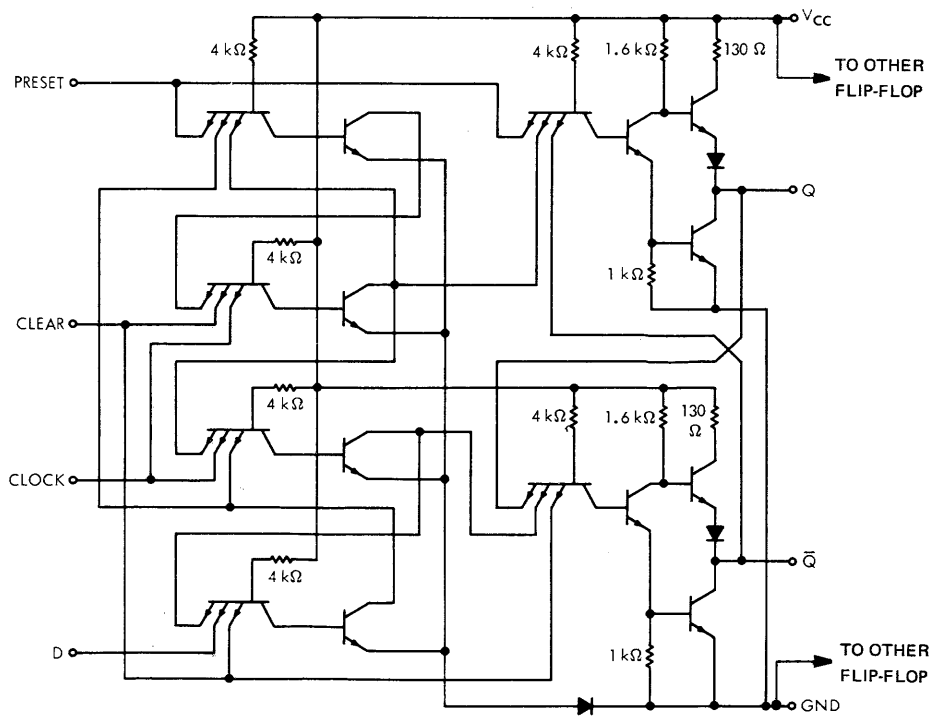 VCC
4 kΩ
4 kΩ
1.6 kΩ
130 Ω
TO OTHER
FLIP-FLOP
PRESET
Q
4 kΩ
1 kΩ
CLEAR
4 kΩ
4 kΩ
1.6 kΩ
130
Ω
CLOCK
Q̄
4 kΩ
D
1 kΩ
TO OTHER
FLIP-FLOP
GND